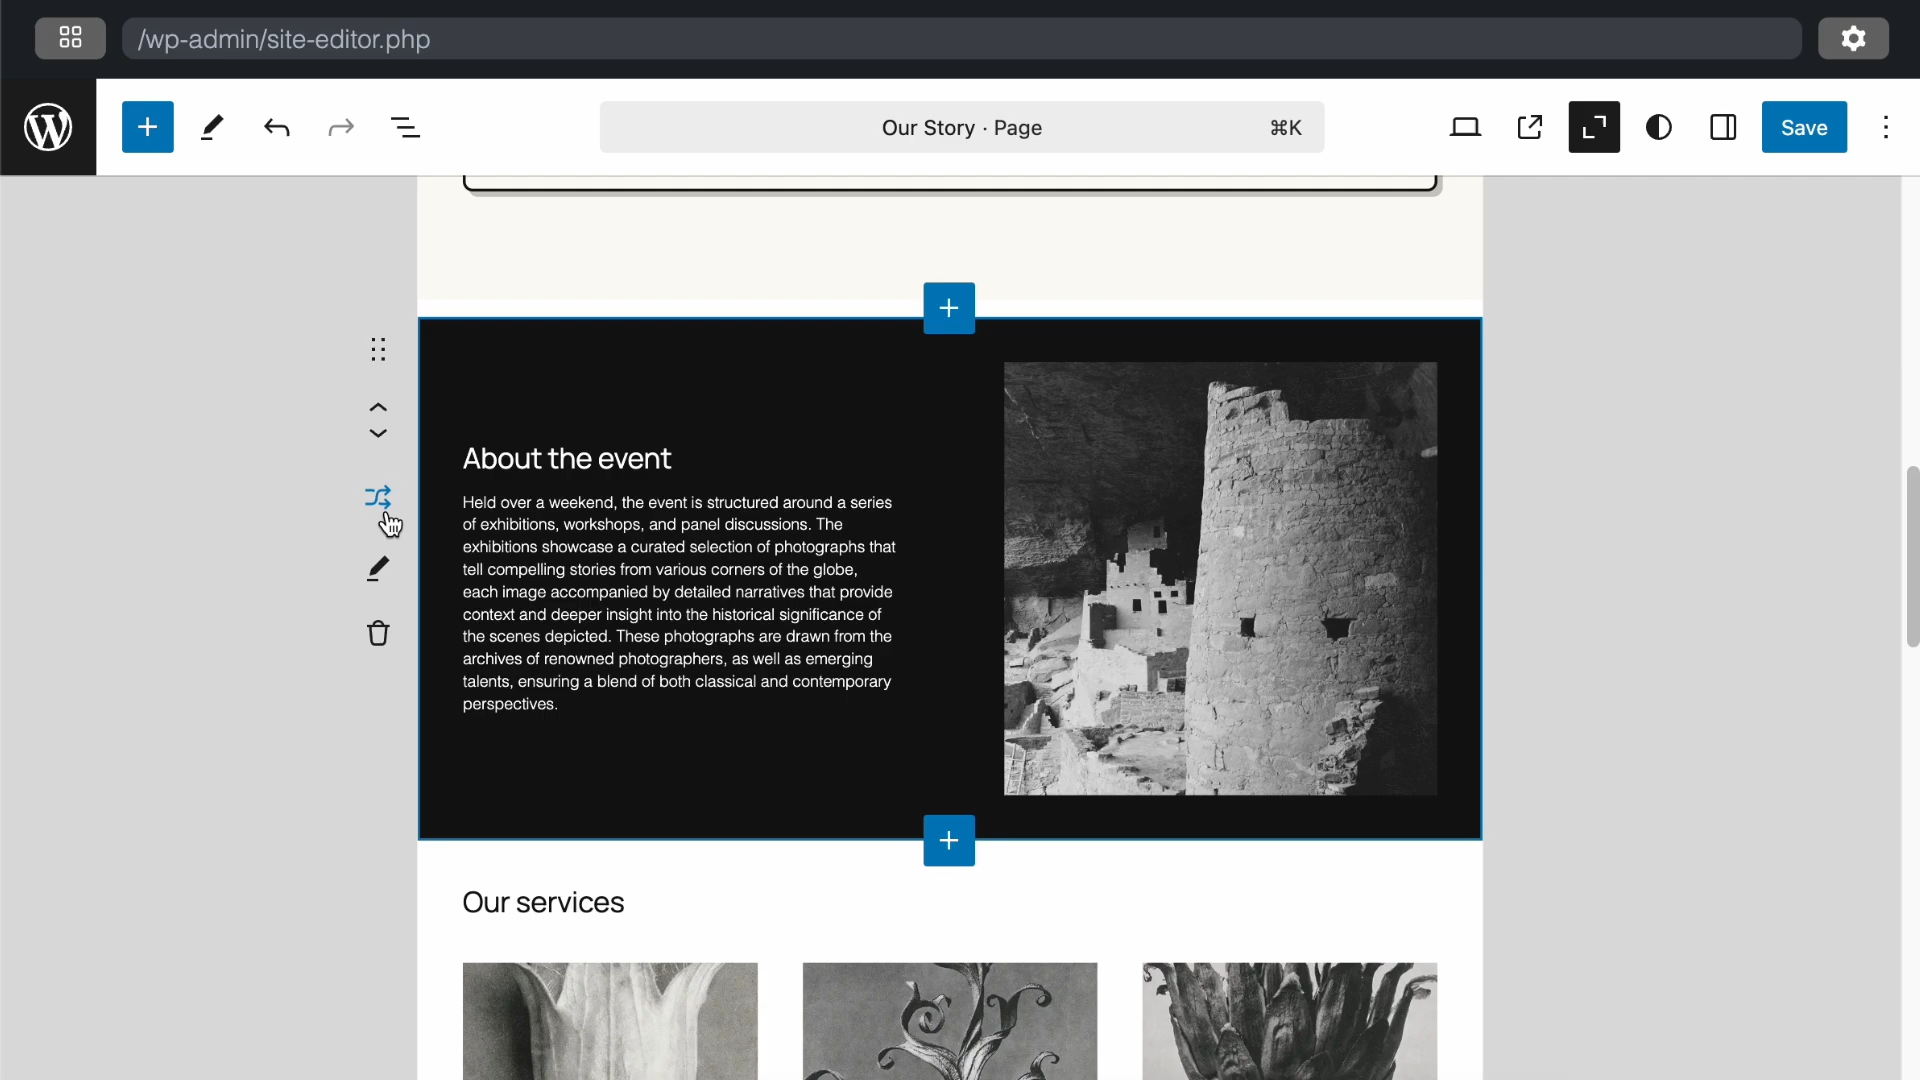 /wp-admin/site-editor.php
Our Story · Page
⌘K
Save
About the event
Held over a weekend, the event is structured around a series
of exhibitions, workshops, and panel discussions. The
exhibitions showcase a curated selection of photographs that
tell compelling stories from various corners of the globe,
each image accompanied by detailed narratives that provide
context and deeper insight into the historical significance of
the scenes depicted. These photographs are drawn from the
archives of renowned photographers, as well as emerging
talents, ensuring a blend of both classical and contemporary
perspectives.
Our services